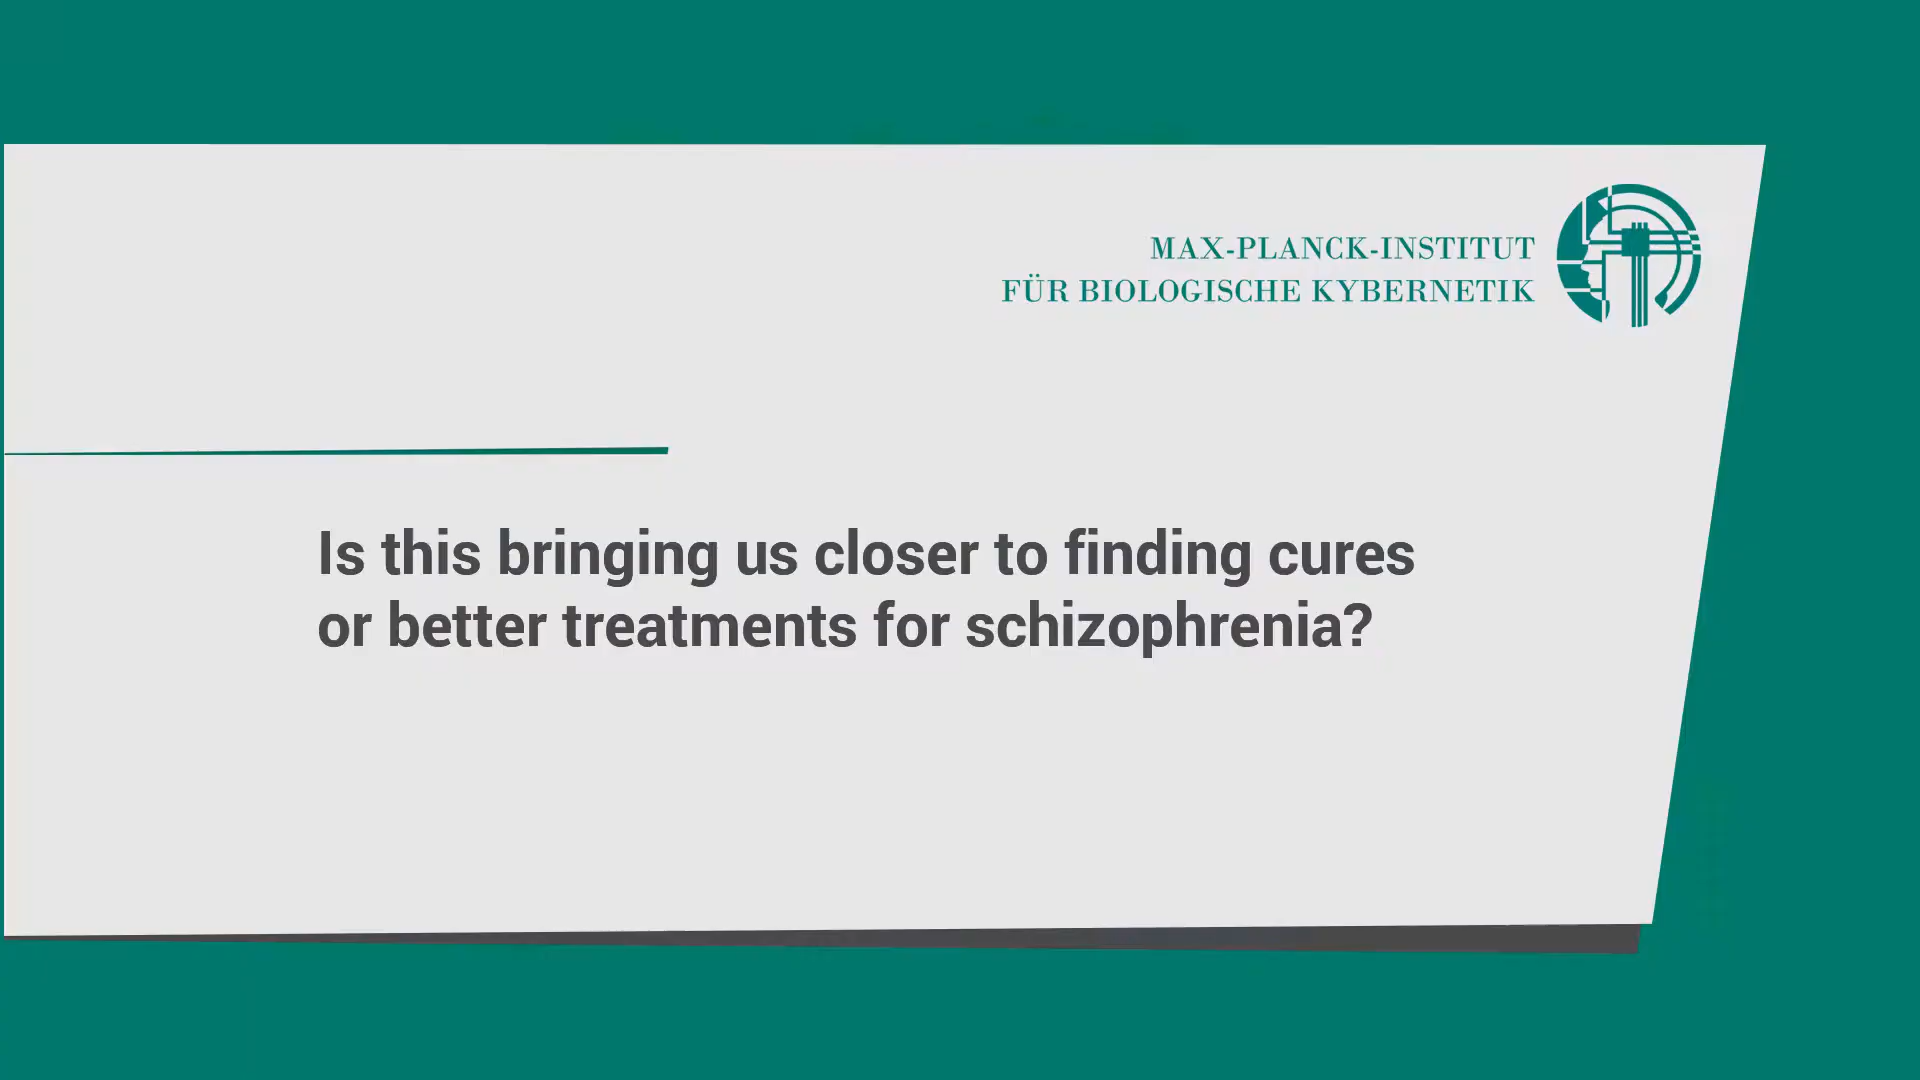 MAX-PLANCK-INSTITUT
FÜR BIOLOGISCHE KYBERNETIK
Is this bringing us closer to finding cures
or better treatments for schizophrenia?